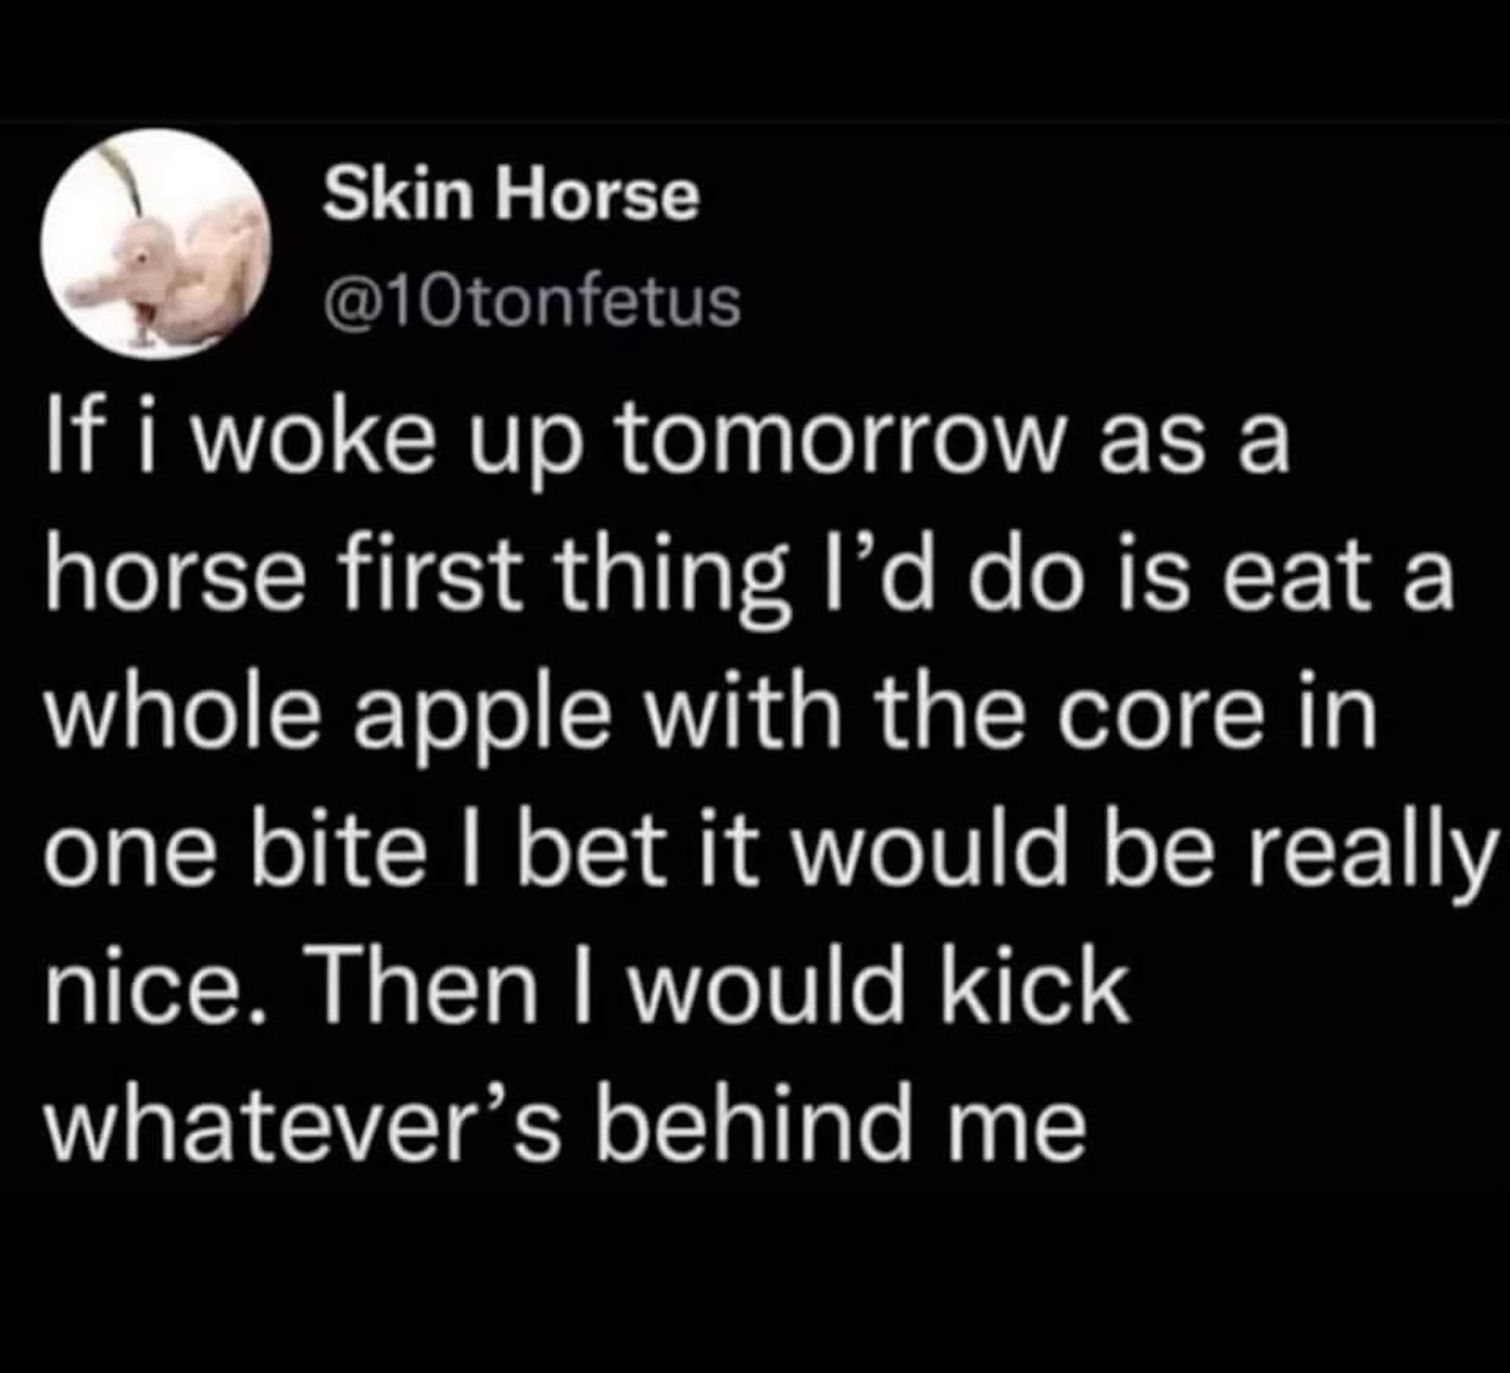 Skin Horse
@10tonfetus
If i woke up tomorrow as a
horse first thing I’d do is eat a
whole apple with the core in
one bite I bet it would be really
nice. Then I would kick
whatever’s behind me